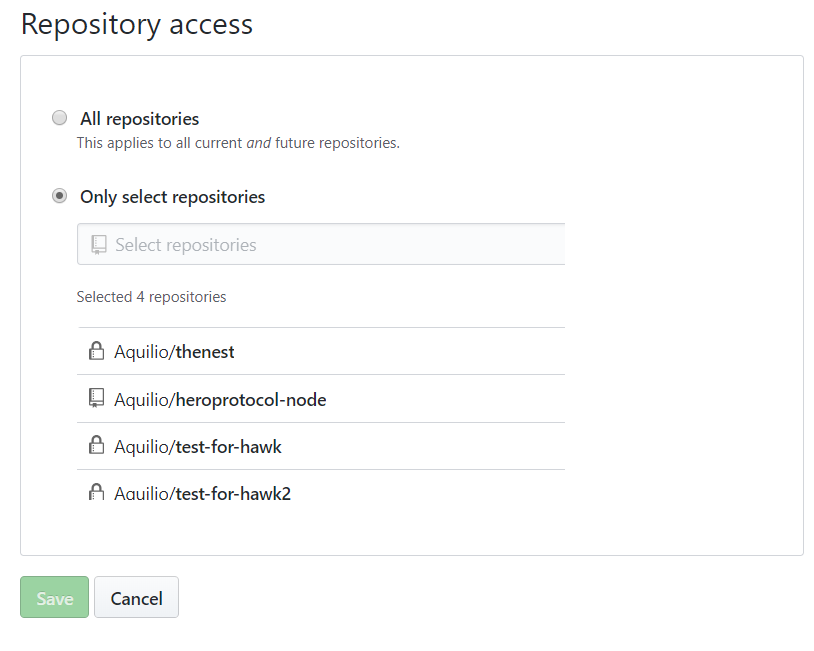 Repository access
All repositories
This applies to all current and future repositories.
Only select repositories
Select repositories
Selected 4 repositories
Aquilio/thenest
Aquilio/heroprotocol-node
Aquilio/test-for-hawk
Aquilio/test-for-hawk2
Save Cancel